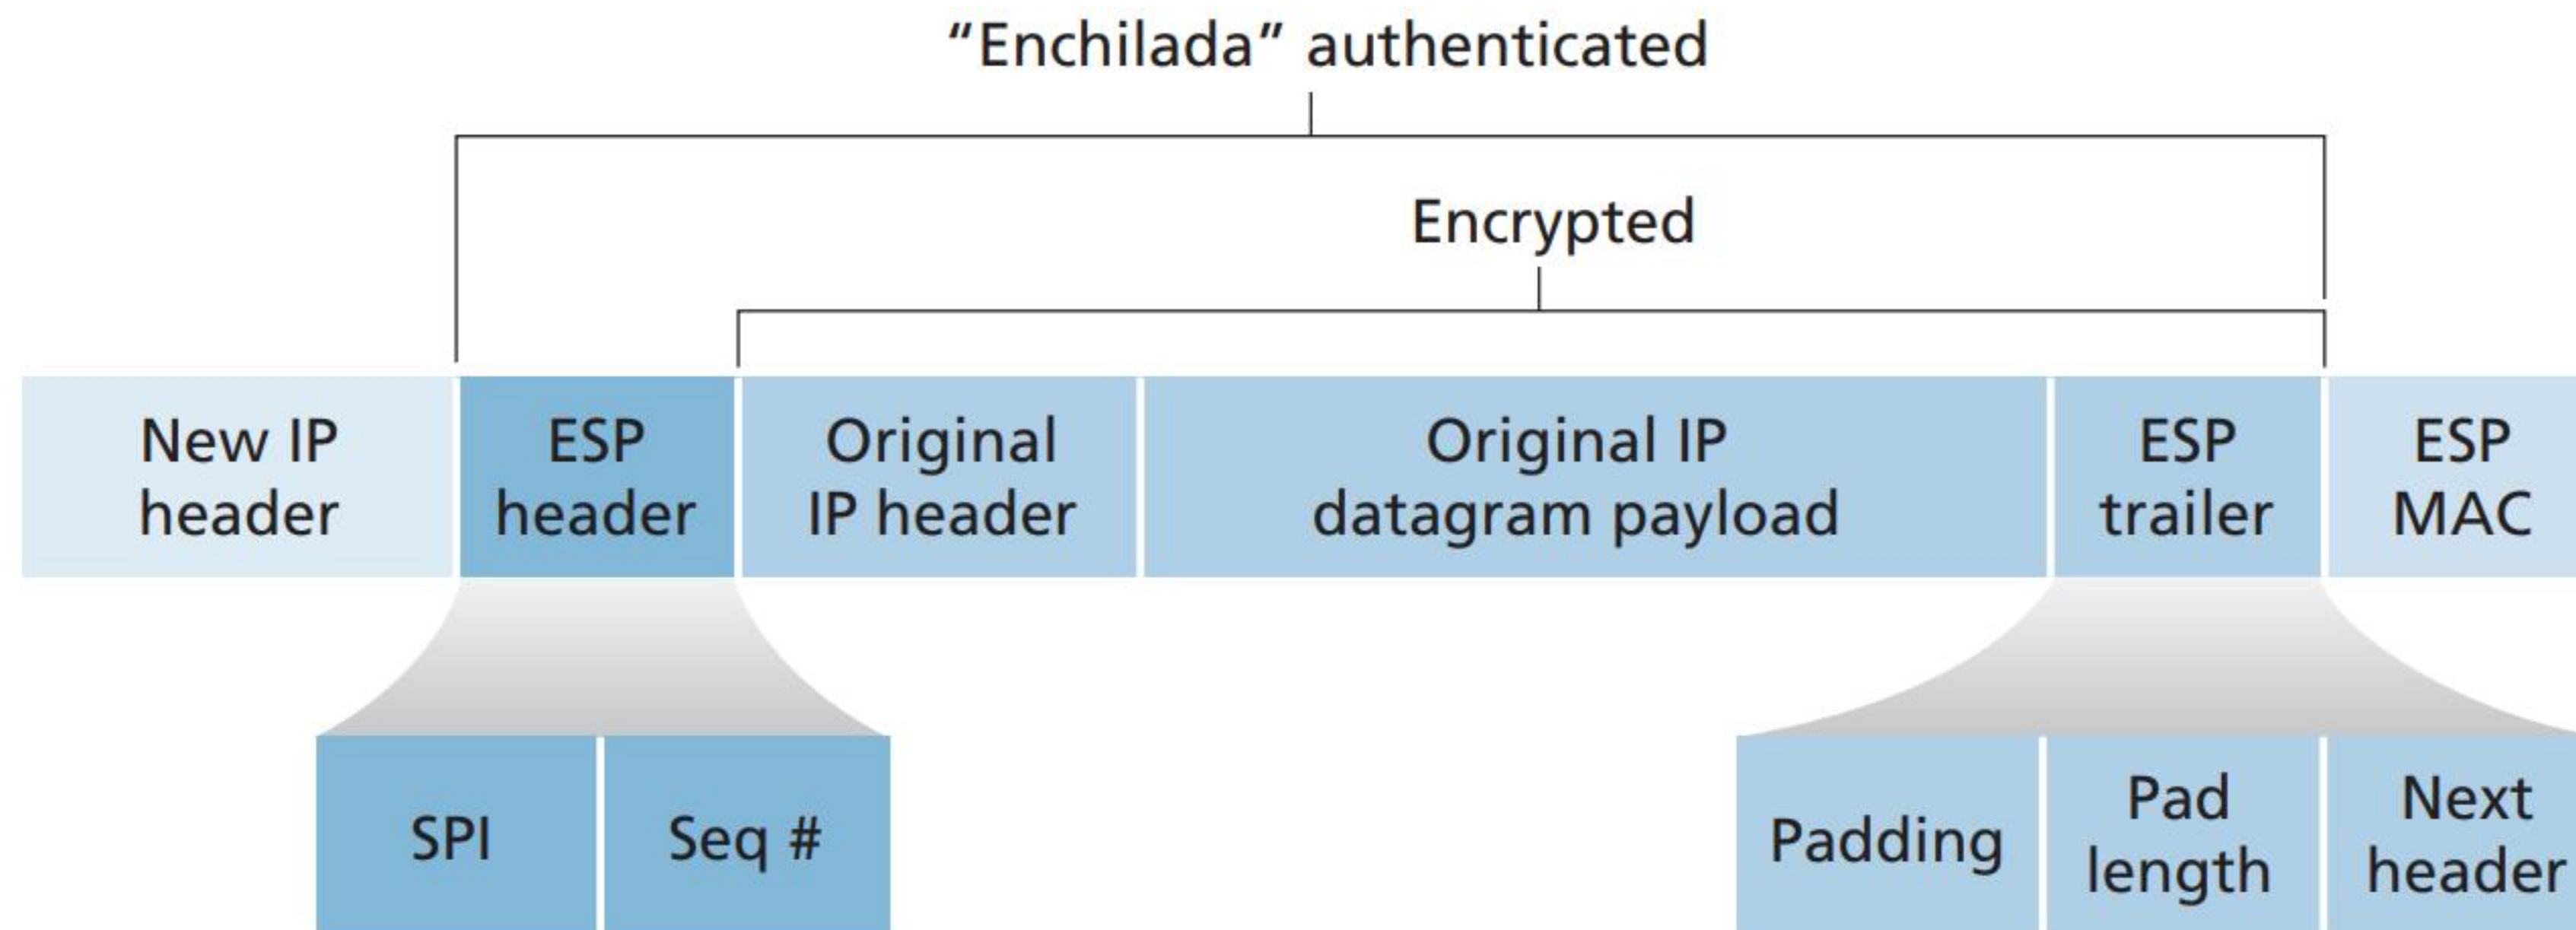 “Enchilada” authenticated
Encrypted
New IP
header
ESP
header
Original
IP header
Original IP
datagram payload
ESP
trailer
ESP
MAC
SPI
Seq #
Padding
Pad
length
Next
header